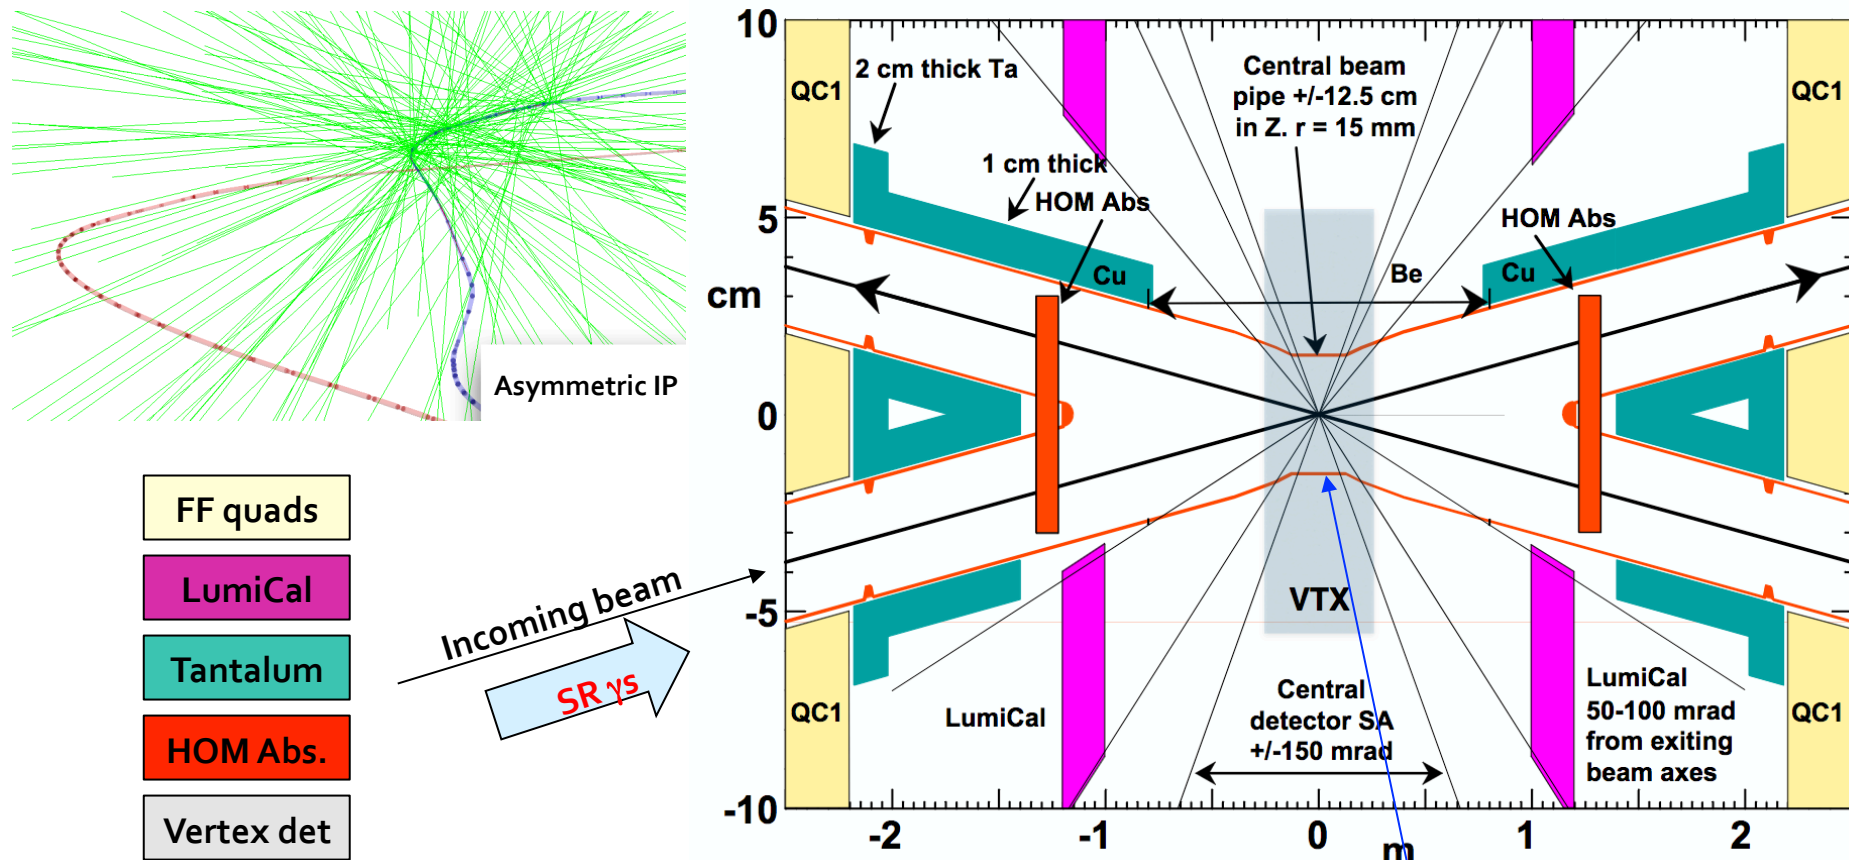 Asymmetric IP
FF quads
LumiCal
Tantalum
HOM Abs.
Vertex det
Incoming beam
SR γs
10
5
cm
0
-5
-10
QC1
2 cm thick Ta
1 cm thick
HOM Abs
Central beam
pipe +/-12.5 cm
in Z. r = 15 mm
HOM Abs
QC1
Cu
Be
Cu
VTX
QC1
LumiCal
Central
detector SA
+/-150 mrad
LumiCal
50-100 mrad
from exiting
beam axes
QC1
-2
-1
0
1
2
m